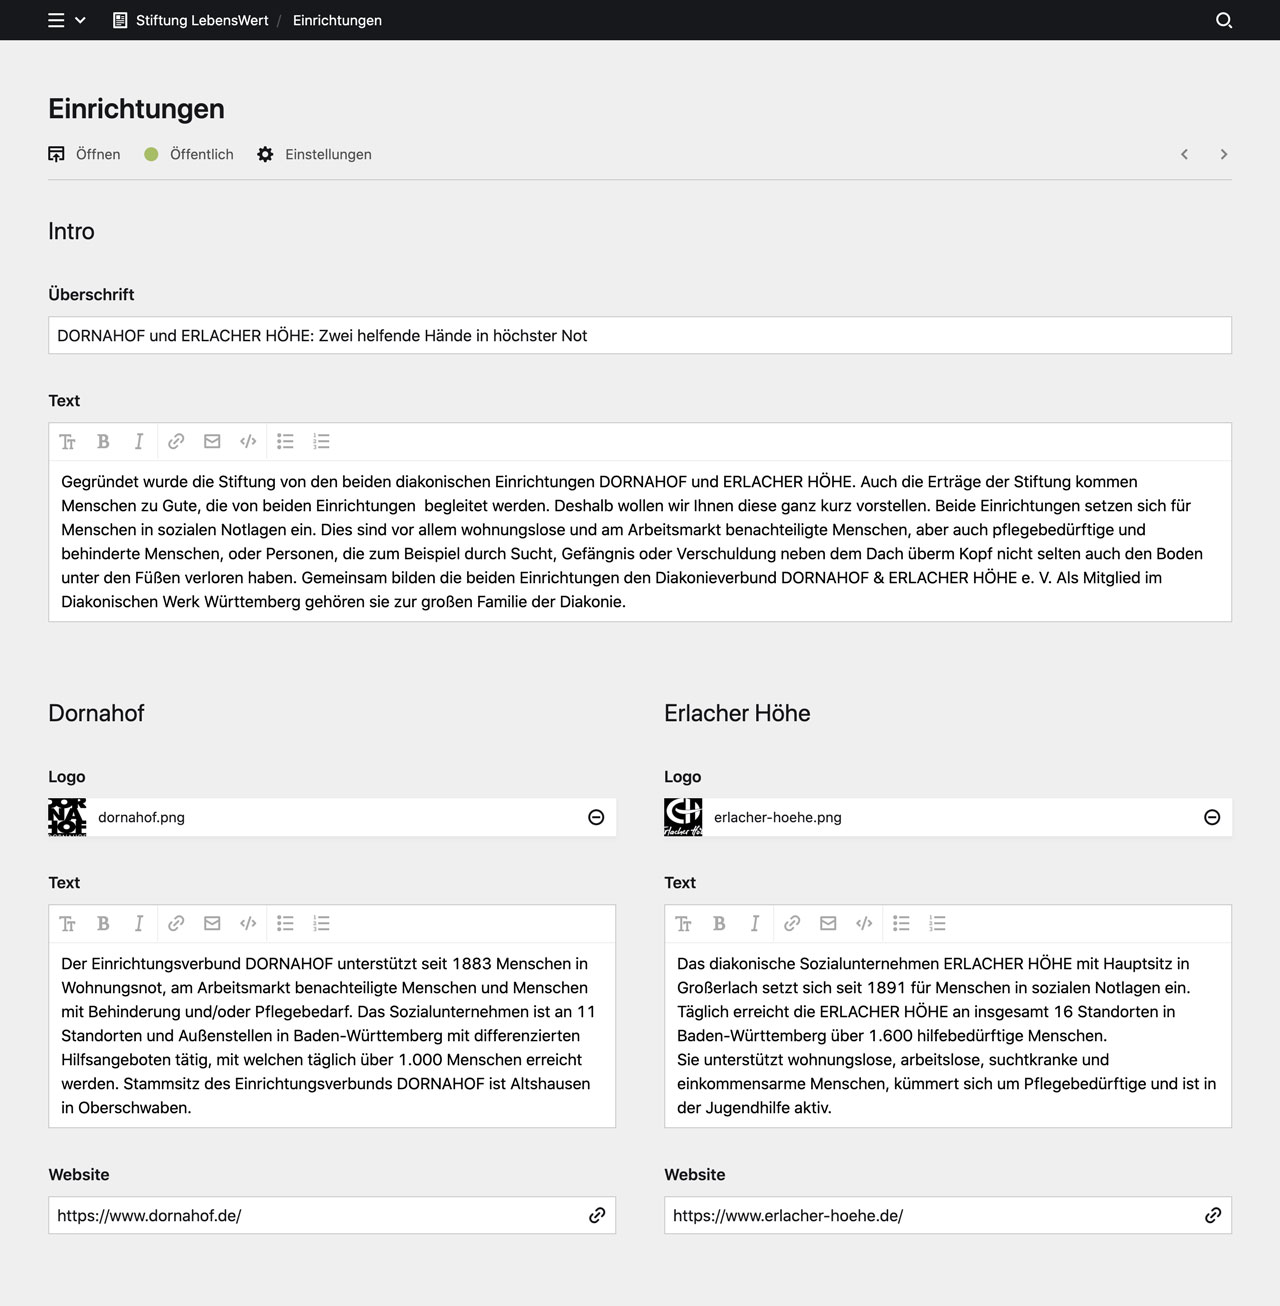 Stiftung LebensWert / Einrichtungen
Einrichtungen
Öffnen Öffentlich Einstellungen
Intro
Überschrift
DORNAHOF und ERLACHER HÖHE: Zwei helfende Hände in höchster Not
Text
Gegründet wurde die Stiftung von den beiden diakonischen Einrichtungen DORNAHOF und ERLACHER HÖHE. Auch die Erträge der Stiftung kommen
Menschen zu Gute, die von beiden Einrichtungen  begleitet werden. Deshalb wollen wir Ihnen diese ganz kurz vorstellen. Beide Einrichtungen setzen sich für
Menschen in sozialen Notlagen ein. Dies sind vor allem wohnungslose und am Arbeitsmarkt benachteiligte Menschen, aber auch pflegebedürftige und
behinderte Menschen, oder Personen, die zum Beispiel durch Sucht, Gefängnis oder Verschuldung neben dem Dach überm Kopf nicht selten auch den Boden
unter den Füßen verloren haben. Gemeinsam bilden die beiden Einrichtungen den Diakonieverbund DORNAHOF & ERLACHER HÖHE e. V. Als Mitglied im
Diakonischen Werk Württemberg gehören sie zur großen Familie der Diakonie.
Dornahof
Logo
dornahof.png
Text
Der Einrichtungsverbund DORNAHOF unterstützt seit 1883 Menschen in
Wohnungsnot, am Arbeitsmarkt benachteiligte Menschen und Menschen
mit Behinderung und/oder Pflegebedarf. Das Sozialunternehmen ist an 11
Standorten und Außenstellen in Baden-Württemberg mit differenzierten
Hilfsangeboten tätig, mit welchen täglich über 1.000 Menschen erreicht
werden. Stammsitz des Einrichtungsverbunds DORNAHOF ist Altshausen
in Oberschwaben.
Website
https://www.dornahof.de/
Erlacher Höhe
Logo
erlacher-hoehe.png
Text
Das diakonische Sozialunternehmen ERLACHER HÖHE mit Hauptsitz in
Großerlach setzt sich seit 1891 für Menschen in sozialen Notlagen ein.
Täglich erreicht die ERLACHER HÖHE an insgesamt 16 Standorten in
Baden-Württemberg über 1.600 hilfebedürftige Menschen.
Sie unterstützt wohnungslose, arbeitslose, suchtkranke und
einkommensarme Menschen, kümmert sich um Pflegebedürftige und ist in
der Jugendhilfe aktiv.
Website
https://www.erlacher-hoehe.de/